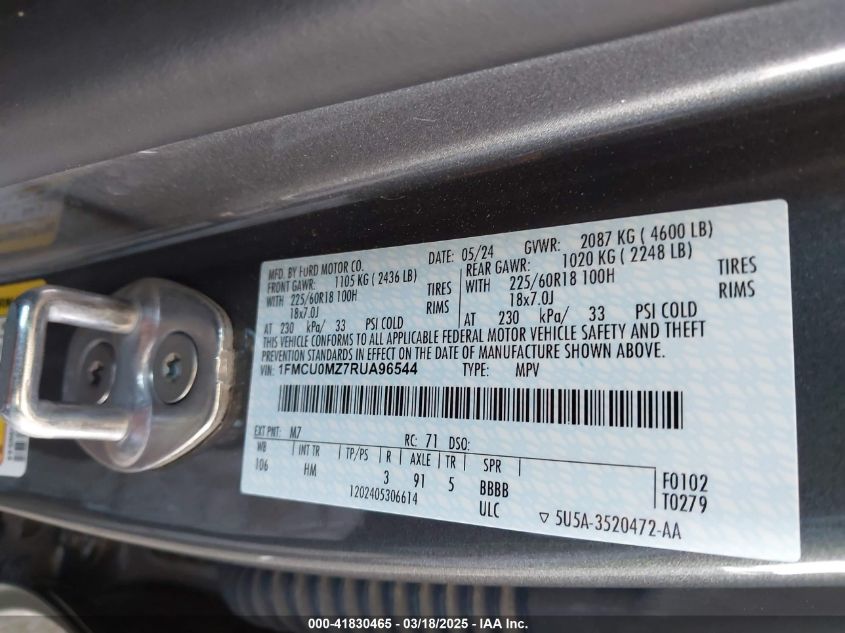 MFD. BY FORD MOTOR CO.
DATE: 05/24 GVWR: 2087 KG ( 4600 LB)
FRONT GAWR: 1105 KG ( 2436 LB)
REAR GAWR: 1020 KG ( 2248 LB)
WITH 225/60R18 100H TIRES
WITH 225/60R18 100H TIRES
18x7.0J RIMS
18x7.0J RIMS
AT 230 kPa/ 33 PSI COLD
AT 230 kPa/ 33 PSI COLD
THIS VEHICLE CONFORMS TO ALL APPLICABLE FEDERAL MOTOR VEHICLE SAFETY AND THEFT
PREVENTION STANDARDS IN EFFECT ON THE DATE OF MANUFACTURE SHOWN ABOVE.
VIN: 1FMCU0MZ7RUA96544 TYPE: MPV
EXT PNT: M7 RC: 71 DSO:
WB INT TR TP/PS R AXLE TR SPR
106 HM 3 91 5 BBBB
F0102
T0279
1202405306614 ULC
▽ 5U5A-3520472-AA
000-41830465 - 03/18/2025 - IAA Inc.